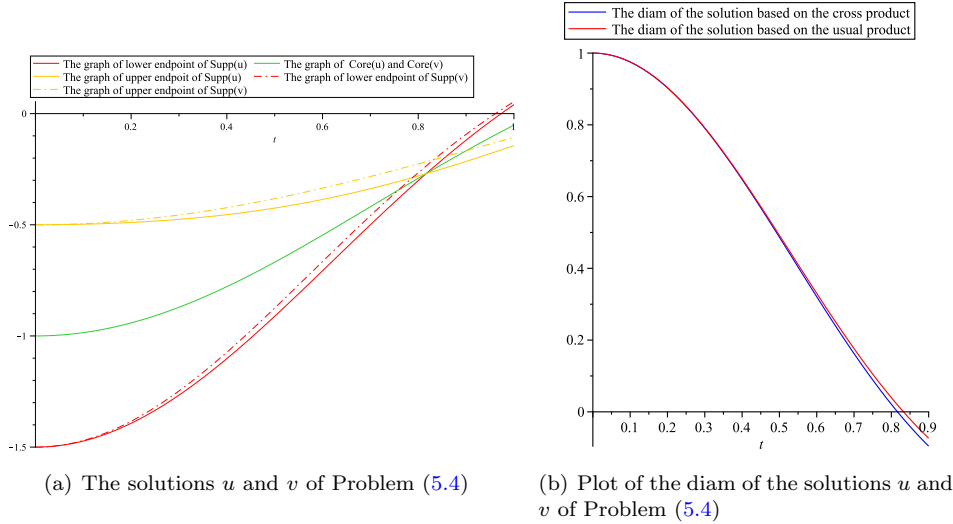 The graph of lower endpoint of Supp(u)
The graph of Core(u) and Core(v)
The graph of upper endpoit of Supp(u)
The graph of lower endpoint of Supp(v)
The graph of upper endpoint of Supp(v)
0
0.2
0.4
0.6
0.8
1
t
−0.5
−1
−1.5
(a) The solutions u and v of Problem (5.4)
The diam of the solution based on the cross product
The diam of the solution based on the usual product
1
0.8
0.6
0.4
0.2
0
0.1
0.2
0.3
0.4
0.5
0.6
0.7
0.8
0.9
t
(b) Plot of the diam of the solutions u and
v of Problem (5.4)